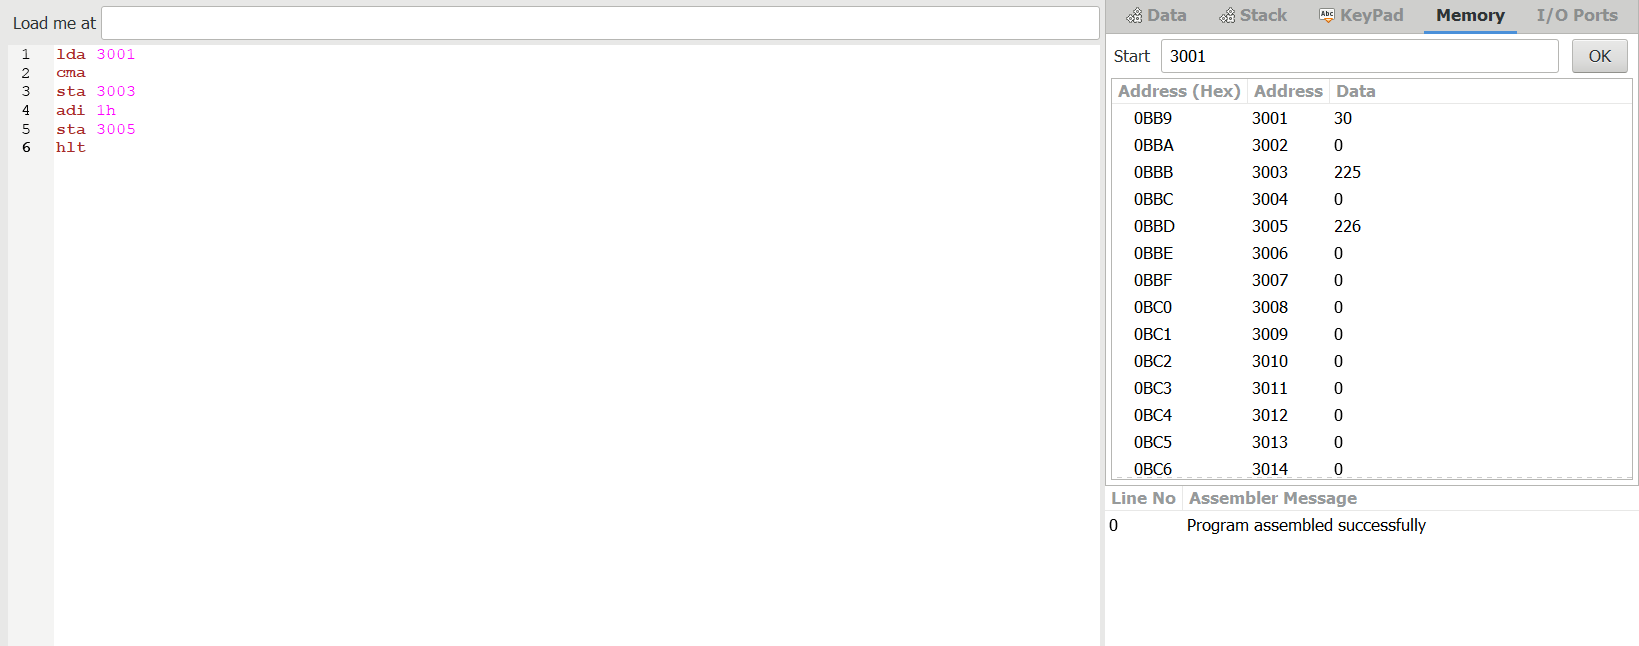 Load me at
1 lda 3001
2 cma
3 sta 3003
4 adi 1h
5 sta 3005
6 hlt
Data Stack Abc KeyPad Memory I/O Ports
Start 3001 OK
Address (Hex) Address Data
0BB9 3001 30
0BBA 3002 0
0BBB 3003 225
0BBC 3004 0
0BBD 3005 226
0BBE 3006 0
0BBF 3007 0
0BC0 3008 0
0BC1 3009 0
0BC2 3010 0
0BC3 3011 0
0BC4 3012 0
0BC5 3013 0
0BC6 3014 0
Line No Assembler Message
0 Program assembled successfully